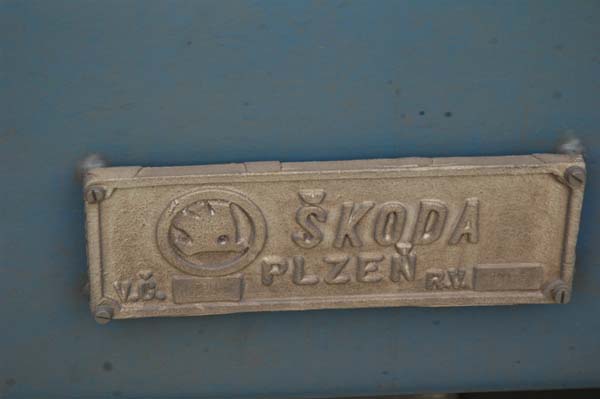 ŠKODA
PLZEŇ
V.Č. R.V.